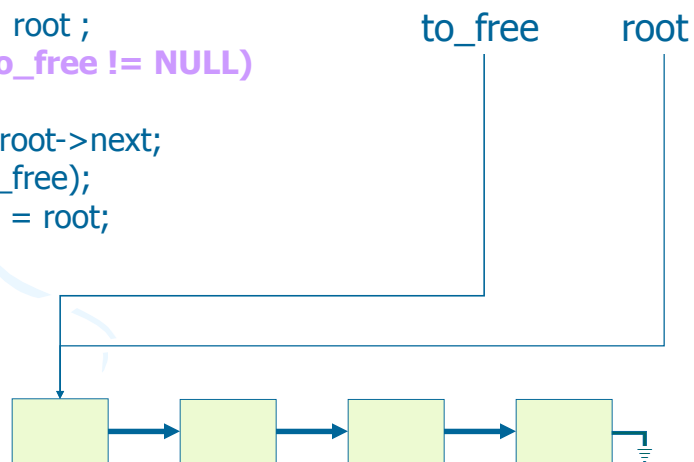 root ;
o_free != NULL)
root->next;
_free);
= root;
to_free
root